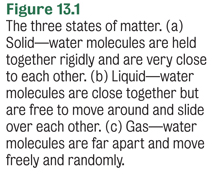 Figure 13.1
The three states of matter. (a)
Solid—water molecules are held
together rigidly and are very close
to each other. (b) Liquid—water
molecules are close together but
are free to move around and slide
over each other. (c) Gas—water
molecules are far apart and move
freely and randomly.